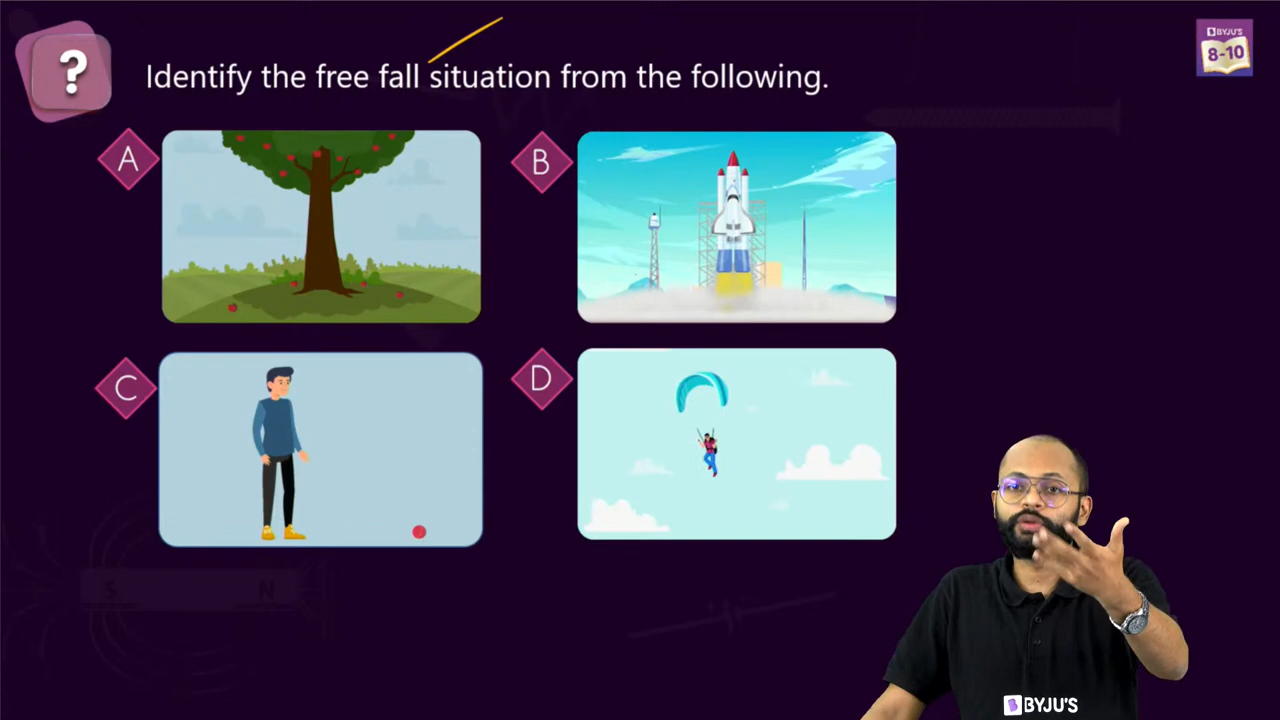 ?
Identify the free fall situation from the following.
BYJU'S
8-10
A
B
C
D
S N
BYJU'S